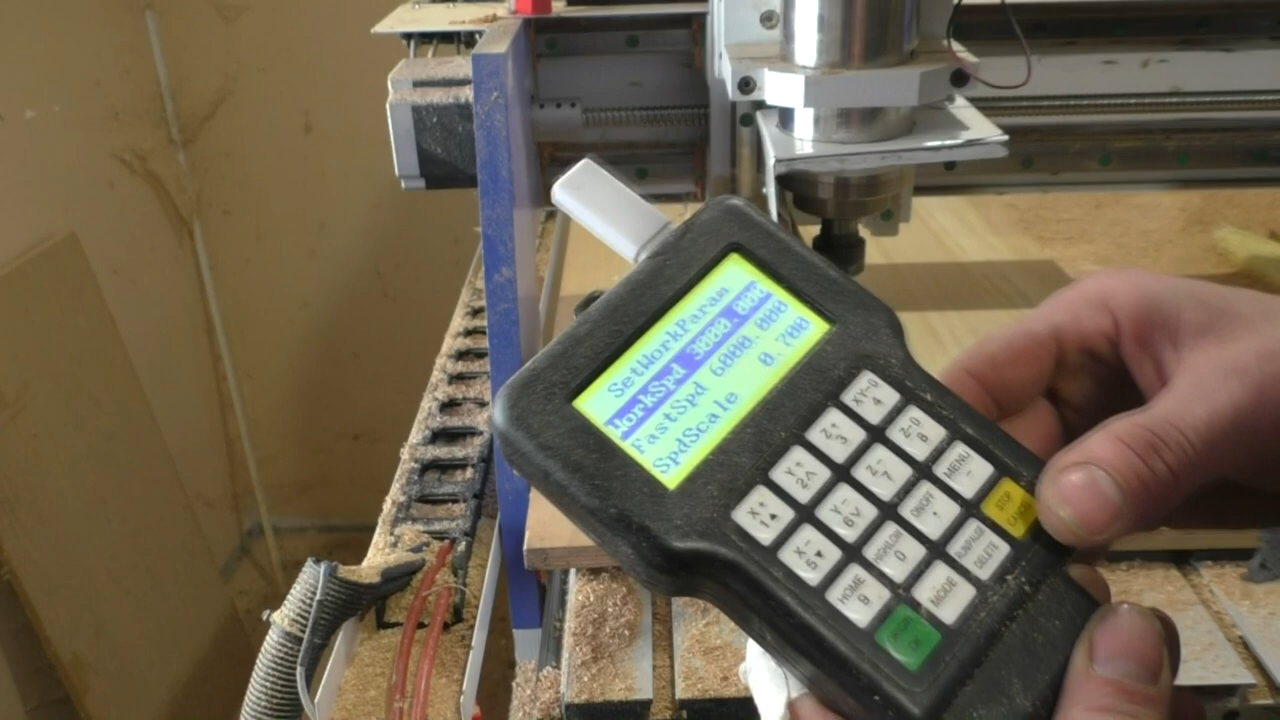 SetWorkParam
WorkSpd 3000.000
FastSpd 6000.000
SpdScale 0.700
XY-0
4
Z+
3
Z-0
8
Y+
2
Z-
7
MENU
X+
1▲
Y-
6
ON/OFF
STOP
CANCEL
X-
5▼
HIGH/LOW
0
RUN/PAUSE
DELETE
HOME
9
MODE
OK